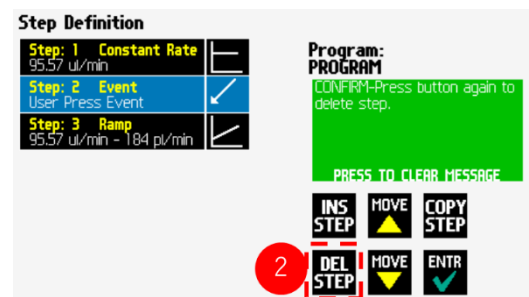 Step Definition
Step: 1 Constant Rate
95.57 ul/min
Step: 2 Event
User Press Event
Step: 3 Ramp
95.57 ul/min - 184 pl/min
Program:
PROGRAM
CONFIRM-Press button again to
delete step.
PRESS TO CLEAR MESSAGE
INS
STEP
MOVE
COPY
STEP
2
DEL
STEP
MOVE
ENTR